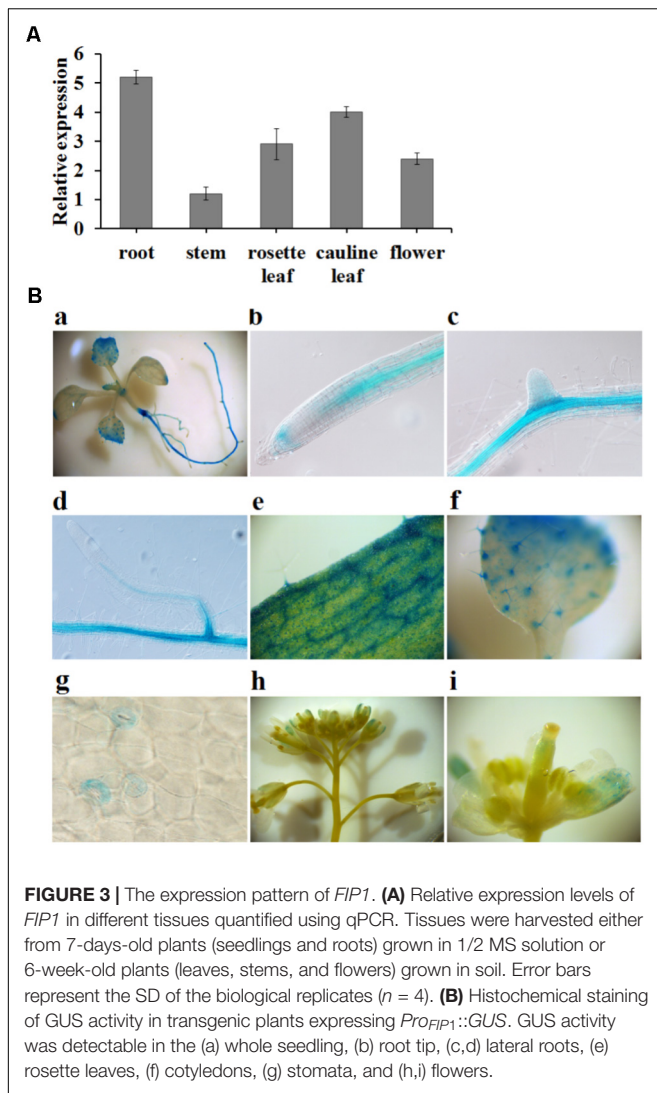 A
6
5
4
3
2
1
0
Relative expression
root stem rosette leaf cauline leaf flower
B
a b c
d e f
g h i
FIGURE 3 | The expression pattern of FIP1. (A) Relative expression levels of
FIP1 in different tissues quantified using qPCR. Tissues were harvested either
from 7-days-old plants (seedlings and roots) grown in 1/2 MS solution or
6-week-old plants (leaves, stems, and flowers) grown in soil. Error bars
represent the SD of the biological replicates (n = 4). (B) Histochemical staining
of GUS activity in transgenic plants expressing ProFIP1::GUS. GUS activity
was detectable in the (a) whole seedling, (b) root tip, (c,d) lateral roots, (e)
rosette leaves, (f) cotyledons, (g) stomata, and (h,i) flowers.